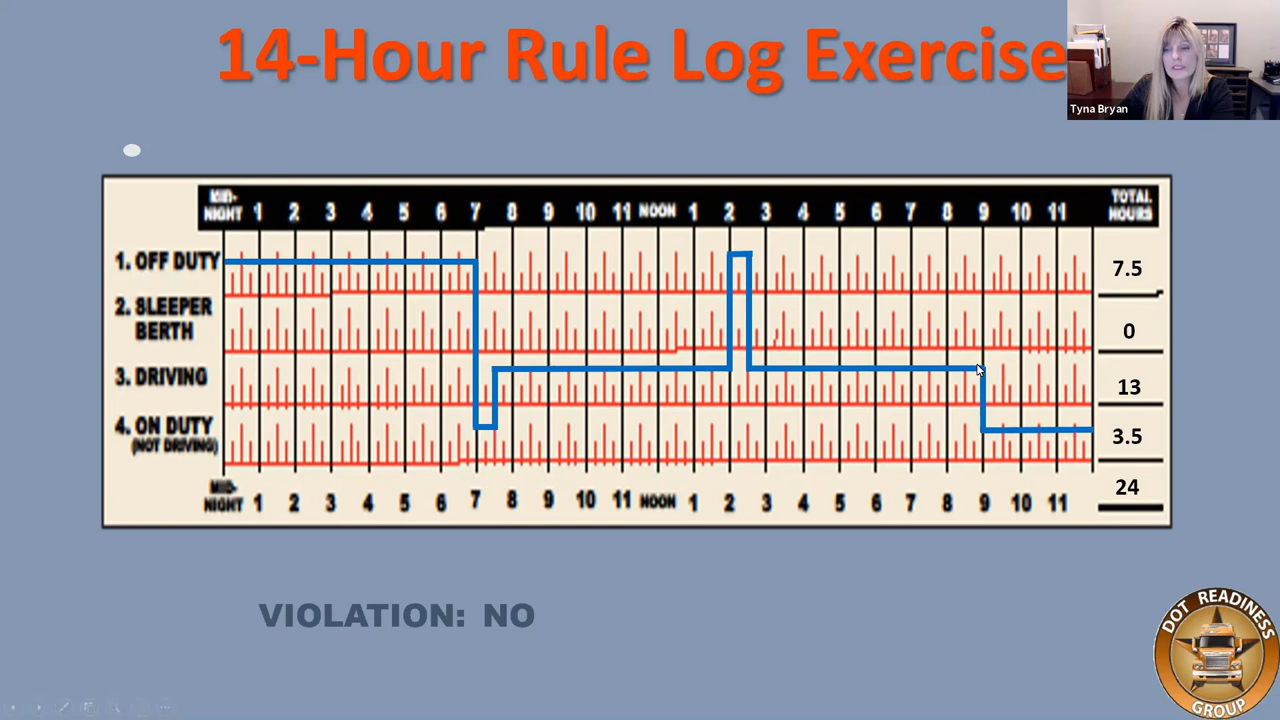 14-Hour Rule Log Exercise
Tyna Bryan
MID-
NIGHT 1 2 3 4 5 6 7 8 9 10 11 NOON 1 2 3 4 5 6 7 8 9 10 11
TOTAL
HOURS
1. OFF DUTY
7.5
2. SLEEPER
BERTH
0
3. DRIVING
13
4. ON DUTY
(NOT DRIVING)
3.5
MID-
NIGHT 1 2 3 4 5 6 7 8 9 10 11 NOON 1 2 3 4 5 6 7 8 9 10 11
24
VIOLATION: NO
DOT READINESS
GROUP